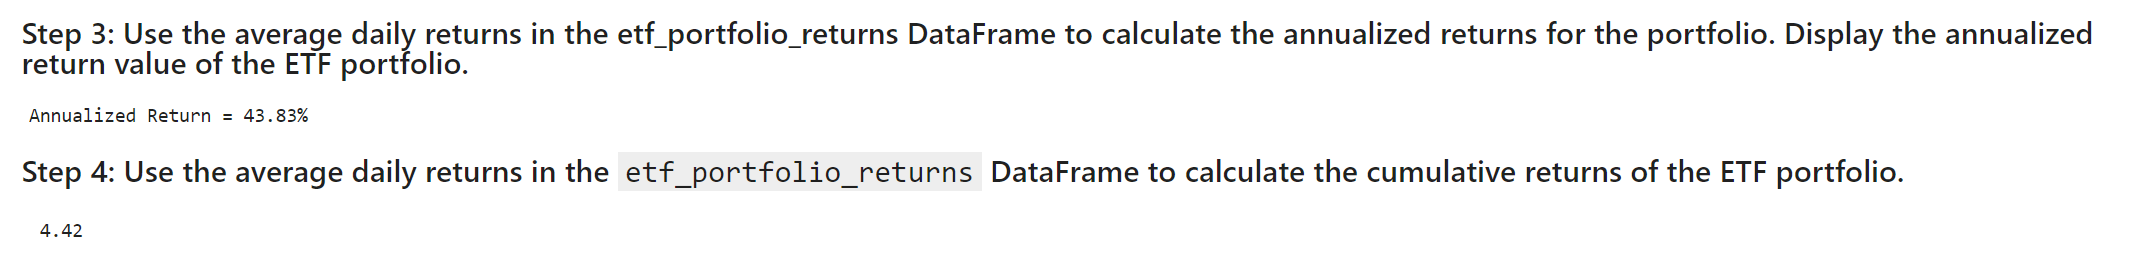 Step 3: Use the average daily returns in the etf_portfolio_returns DataFrame to calculate the annualized returns for the portfolio. Display the annualized
return value of the ETF portfolio.
Annualized Return = 43.83%
Step 4: Use the average daily returns in the etf_portfolio_returns DataFrame to calculate the cumulative returns of the ETF portfolio.
4.42